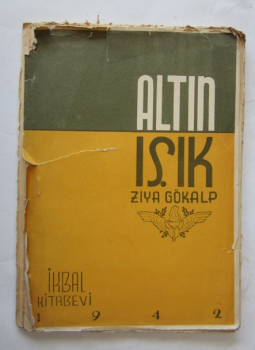 ALTIN
IŞIK
ZİYA GÖKALP
İKBAL
KİTABEVİ
1 9 4 2